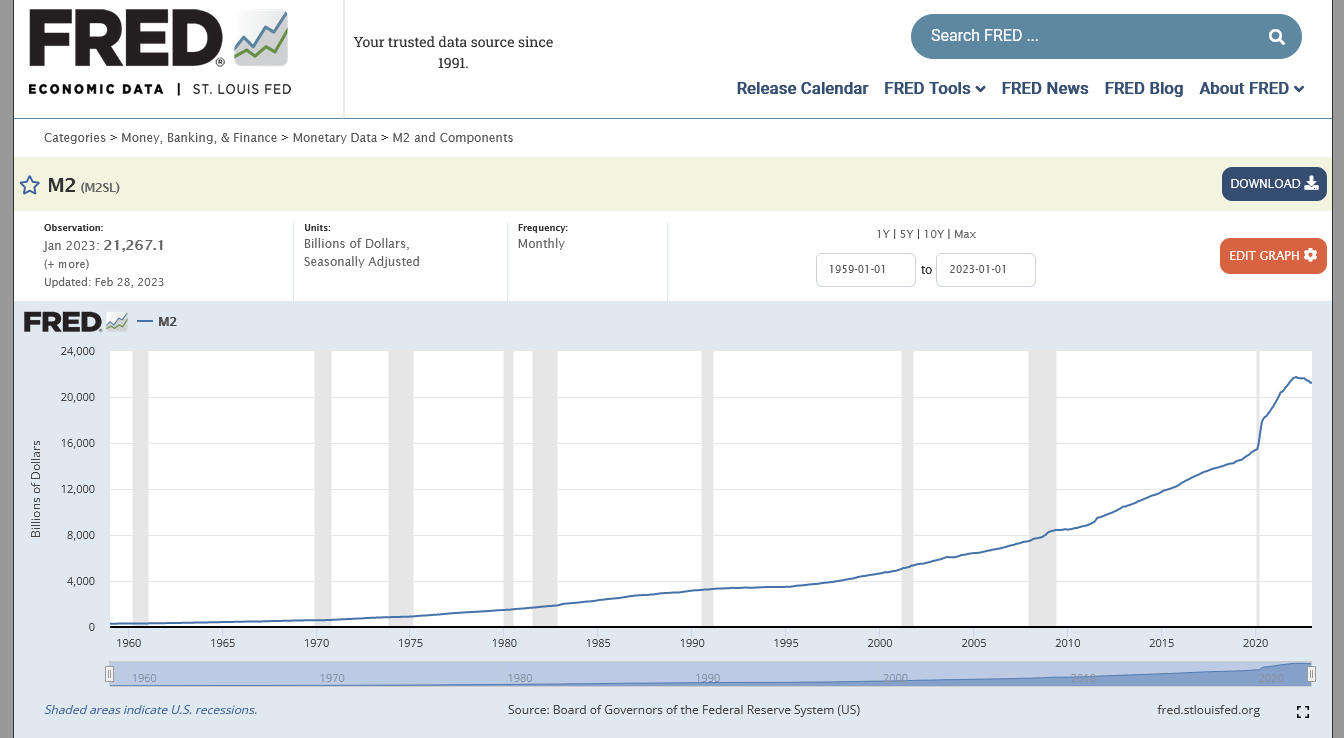 FRED®
ECONOMIC DATA | ST. LOUIS FED
Your trusted data source since
1991.
Search FRED ...
Release Calendar FRED Tools FRED News FRED Blog About FRED
Categories > Money, Banking, & Finance > Monetary Data > M2 and Components
M2 (M2SL)
DOWNLOAD
Observation:
Jan 2023: 21,267.1
(+ more)
Updated: Feb 28, 2023
Units:
Billions of Dollars,
Seasonally Adjusted
Frequency:
Monthly
1Y | 5Y | 10Y | Max
1959-01-01 to 2023-01-01
EDIT GRAPH
FRED M2
24,000
20,000
16,000
12,000
8,000
4,000
0
Billions of Dollars
1960 1965 1970 1975 1980 1985 1990 1995 2000 2005 2010 2015 2020
1960 1970 1980 1990 2000 2010 2020
Shaded areas indicate U.S. recessions.
Source: Board of Governors of the Federal Reserve System (US)
fred.stlouisfed.org